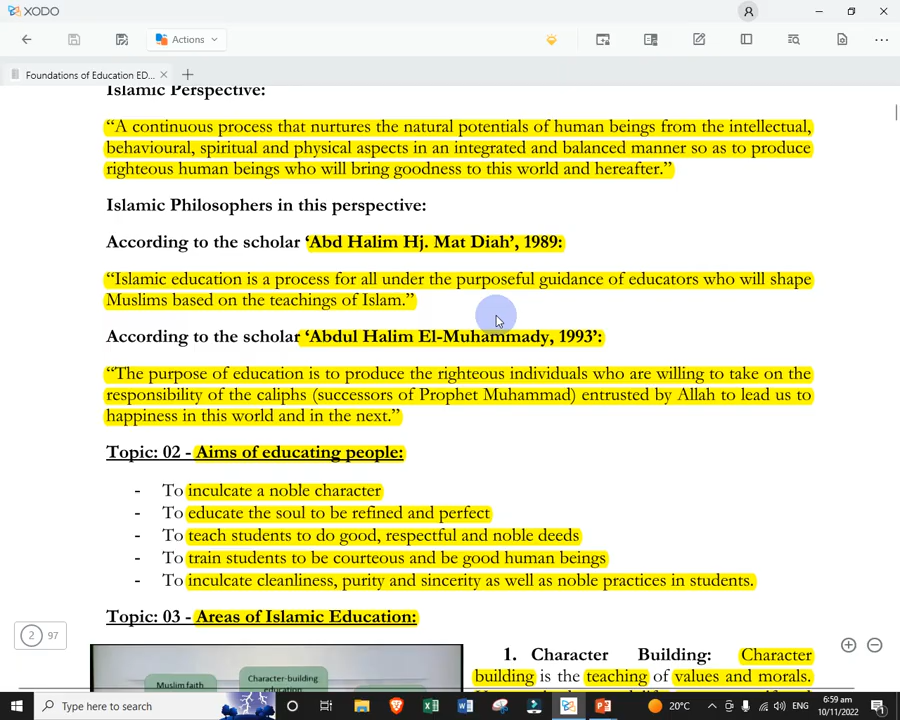 XODO
Actions
Foundations of Education ED...
Islamic Perspective:
“A continuous process that nurtures the natural potentials of human beings from the intellectual,
behavioural, spiritual and physical aspects in an integrated and balanced manner so as to produce
righteous human beings who will bring goodness to this world and hereafter.”
Islamic Philosophers in this perspective:
According to the scholar ‘Abd Halim Hj. Mat Diah’, 1989:
“Islamic education is a process for all under the purposeful guidance of educators who will shape
Muslims based on the teachings of Islam.”
According to the scholar ‘Abdul Halim El-Muhammady, 1993’:
“The purpose of education is to produce the righteous individuals who are willing to take on the
responsibility of the caliphs (successors of Prophet Muhammad) entrusted by Allah to lead us to
happiness in this world and in the next.”
Topic: 02 - Aims of educating people:
- To inculcate a noble character
- To educate the soul to be refined and perfect
- To teach students to do good, respectful and noble deeds
- To train students to be courteous and be good human beings
- To inculcate cleanliness, purity and sincerity as well as noble practices in students.
Topic: 03 - Areas of Islamic Education:
2 97
1. Character Building: Character
building is the teaching of values and morals.
Muslim faith
Character-building
Type here to search
20°C
ENG
6:59 am
10/11/2022
1